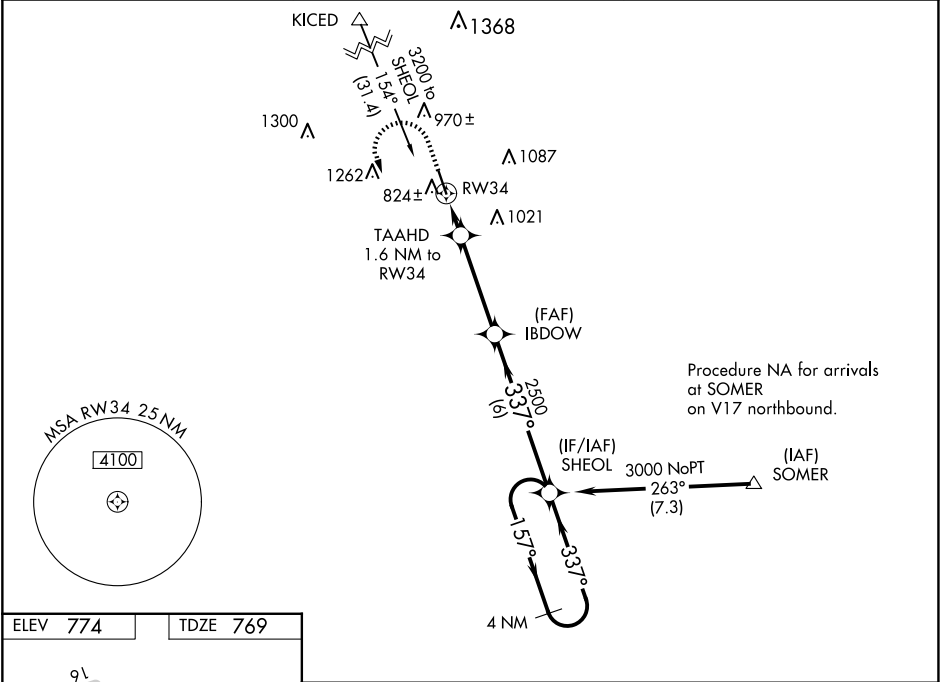 KICED
1368
3200 to
SHEOL
154°
(31.4)
970±
1300
1262
1087
824±
RW34
1021
TAAHD
1.6 NM to
RW34
(FAF)
IBDOW
Procedure NA for arrivals
at SOMER
on V17 northbound.
MSA RW34 25 NM
4100
2500
337°
(6)
(IF/IAF)
SHEOL
3000 NoPT
263°
(7.3)
(IAF)
SOMER
157°
337°
4 NM
ELEV 774
TDZE 769
16